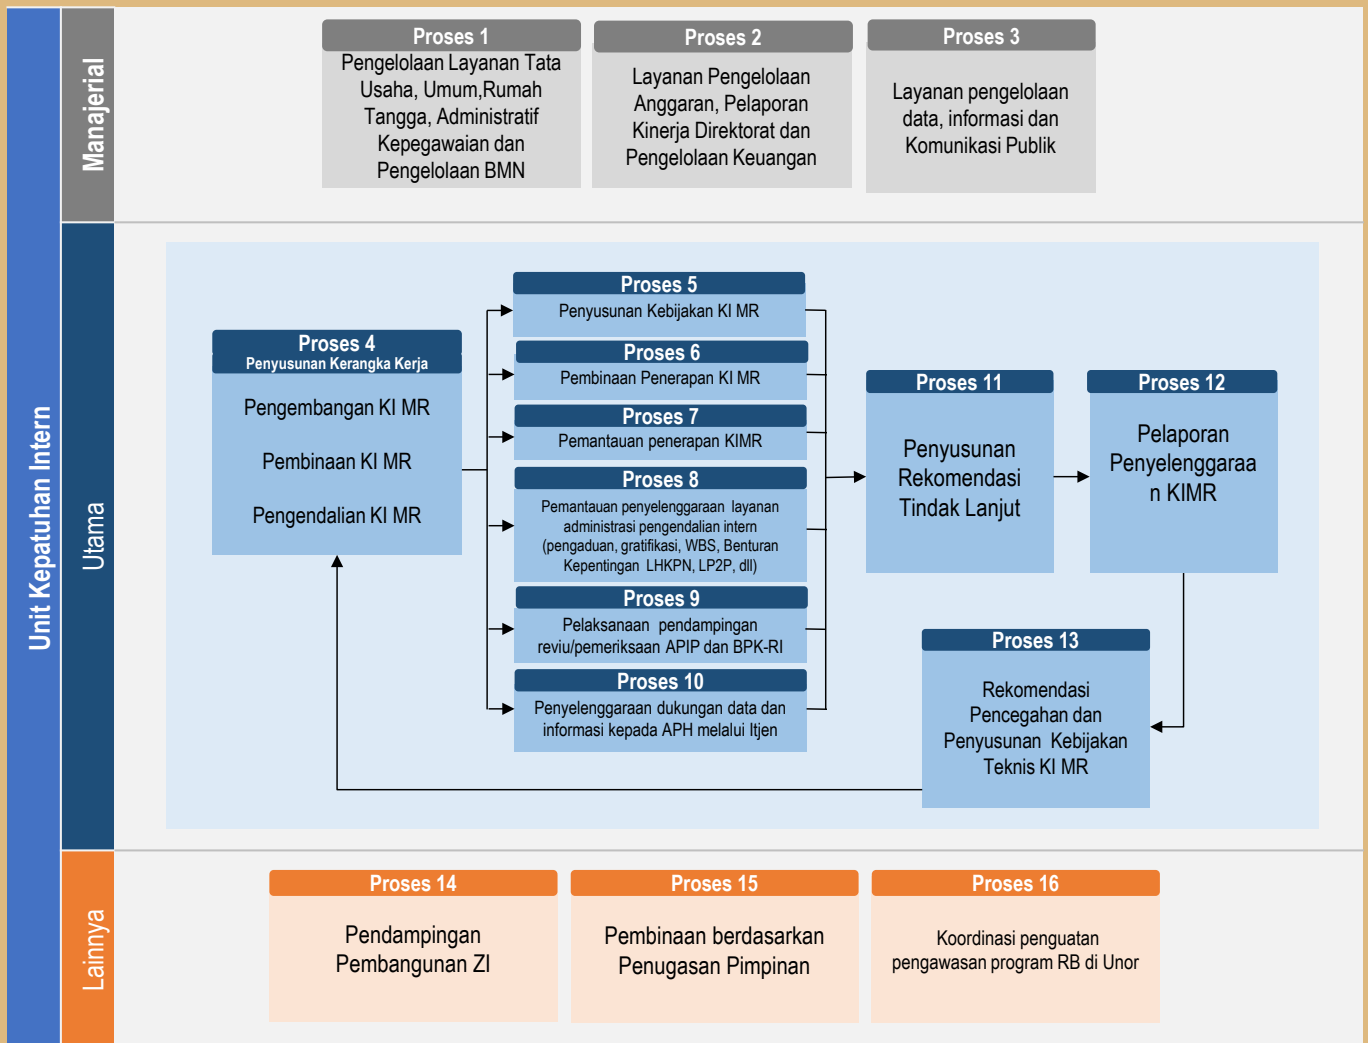 Unit Kepatuhan Intern
Manajerial
Proses 1
Pengelolaan Layanan Tata
Usaha, Umum,Rumah
Tangga, Administratif
Kepegawaian dan
Pengelolaan BMN
Proses 2
Layanan Pengelolaan
Anggaran, Pelaporan
Kinerja Direktorat dan
Pengelolaan Keuangan
Proses 3
Layanan pengelolaan
data, informasi dan
Komunikasi Publik
Utama
Proses 4
Penyusunan Kerangka Kerja
Pengembangan KI MR
Pembinaan KI MR
Pengendalian KI MR
Proses 5
Penyusunan Kebijakan KI MR
Proses 6
Pembinaan Penerapan KI MR
Proses 7
Pemantauan penerapan KIMR
Proses 8
Pemantauan penyelenggaraan layanan
administrasi pengendalian intern
(pengaduan, gratifikasi, WBS, Benturan
Kepentingan LHKPN, LP2P, dll)
Proses 9
Pelaksanaan pendampingan
reviu/pemeriksaan APIP dan BPK-RI
Proses 10
Penyelenggaraan dukungan data dan
informasi kepada APH melalui Itjen
Proses 11
Penyusunan
Rekomendasi
Tindak Lanjut
Proses 12
Pelaporan
Penyelenggaraa
n KIMR
Proses 13
Rekomendasi
Pencegahan dan
Penyusunan Kebijakan
Teknis KI MR
Lainnya
Proses 14
Pendampingan
Pembangunan ZI
Proses 15
Pembinaan berdasarkan
Penugasan Pimpinan
Proses 16
Koordinasi penguatan
pengawasan program RB di Unor